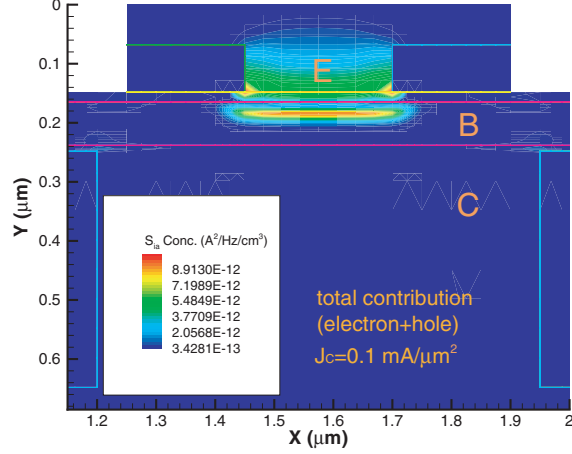 0
0.1
0.2
0.3
0.4
0.5
0.6
Y (μm)
E
B
C
S_ia Conc. (A²/Hz/cm³)
8.9130E-12
7.1989E-12
5.4849E-12
3.7709E-12
2.0568E-12
3.4281E-13
total contribution
(electron+hole)
J_C=0.1 mA/μm²
1.2 1.3 1.4 1.5 1.6 1.7 1.8 1.9 2
X (μm)